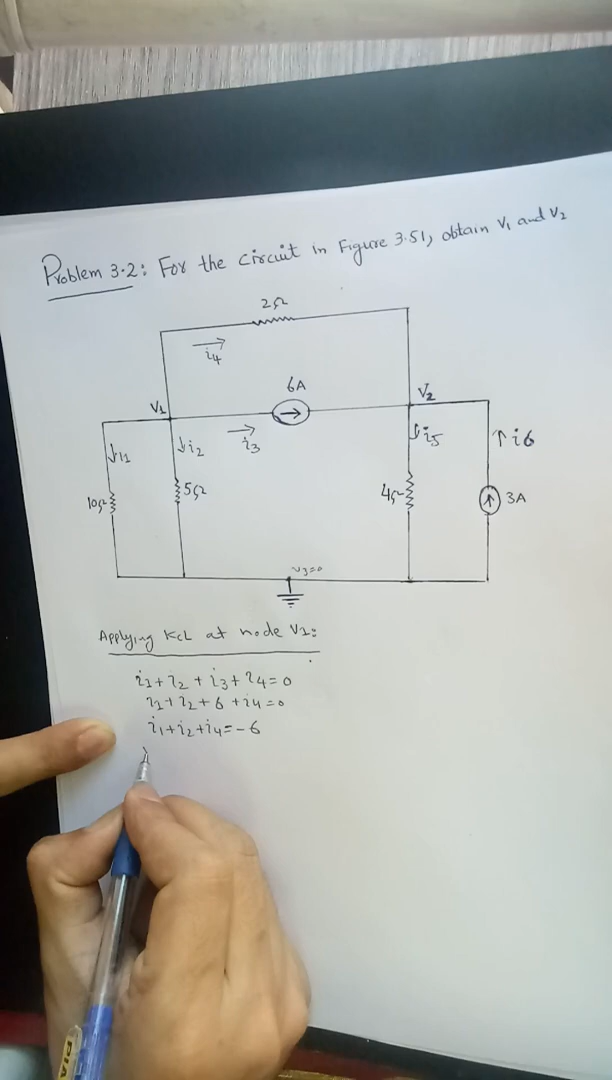 Problem 3.2: For the circuit in Figure 3.51, obtain V1 and V2
2Ω
i4
6A
V1
V2
i1
i2
i3
i5
i6
10Ω
5Ω
4Ω
3A
V3=0
Applying KCL at node V1:
i1+i2+i3+i4=0
i1+i2+6+i4=0
i1+i2+i4=-6